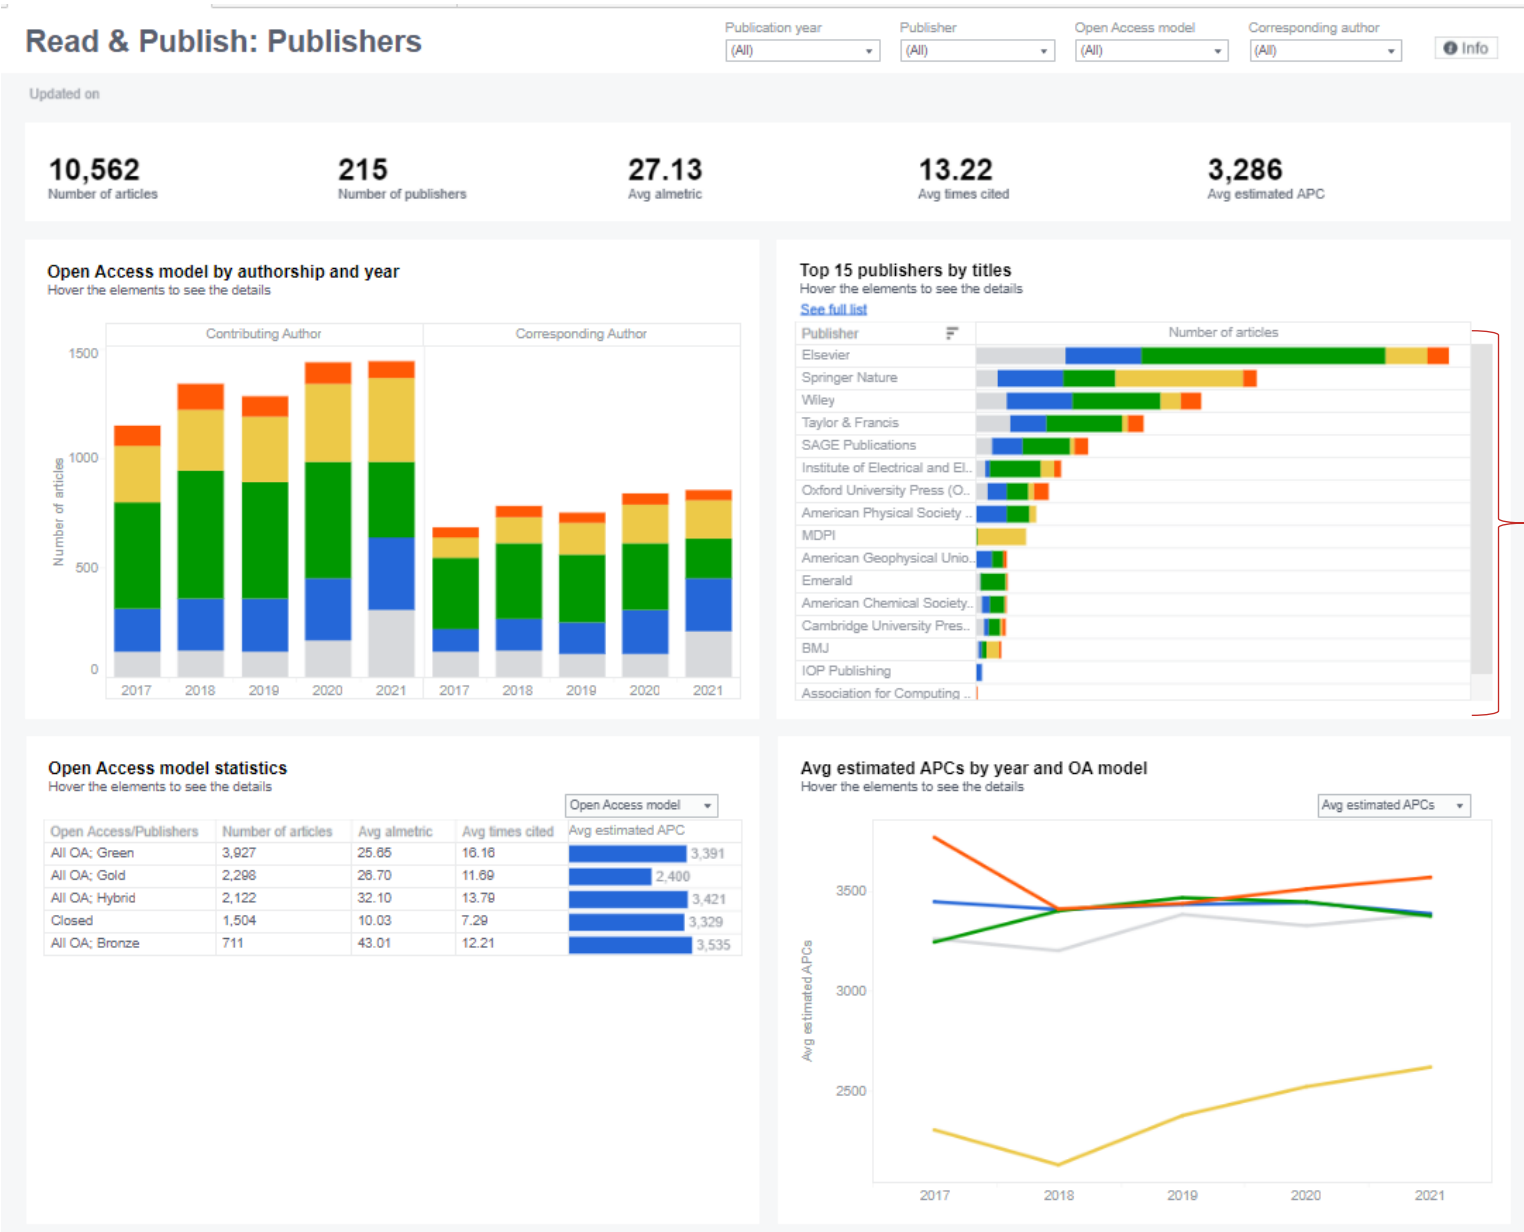 Read & Publish: Publishers
Publication year
Publisher
Open Access model
Corresponding author
(All)
(All)
(All)
(All)
Info
Updated on
10,562
Number of articles
215
Number of publishers
27.13
Avg almetric
13.22
Avg times cited
3,286
Avg estimated APC
Open Access model by authorship and year
Hover the elements to see the details
Contributing Author
Corresponding Author
Number of articles
1500
1000
500
0
2017 2018 2019 2020 2021 2017 2018 2019 2020 2021
Top 15 publishers by titles
Hover the elements to see the details
See full list
Publisher
Number of articles
Elsevier
Springer Nature
Wiley
Taylor & Francis
SAGE Publications
Institute of Electrical and El..
Oxford University Press (O..
American Physical Society ..
MDPI
American Geophysical Unio..
Emerald
American Chemical Society..
Cambridge University Pres..
BMJ
IOP Publishing
Association for Computing ..
Open Access model statistics
Hover the elements to see the details
Open Access model
Open Access/Publishers Number of articles Avg almetric Avg times cited Avg estimated APC
All OA; Green 3,927 25.65 16.16 3,391
All OA; Gold 2,298 26.70 11.69 2,400
All OA; Hybrid 2,122 32.10 13.79 3,421
Closed 1,504 10.03 7.29 3,329
All OA; Bronze 711 43.01 12.21 3,535
Avg estimated APCs by year and OA model
Hover the elements to see the details
Avg estimated APCs
Avg estimated APCs
3500
3000
2500
2017 2018 2019 2020 2021